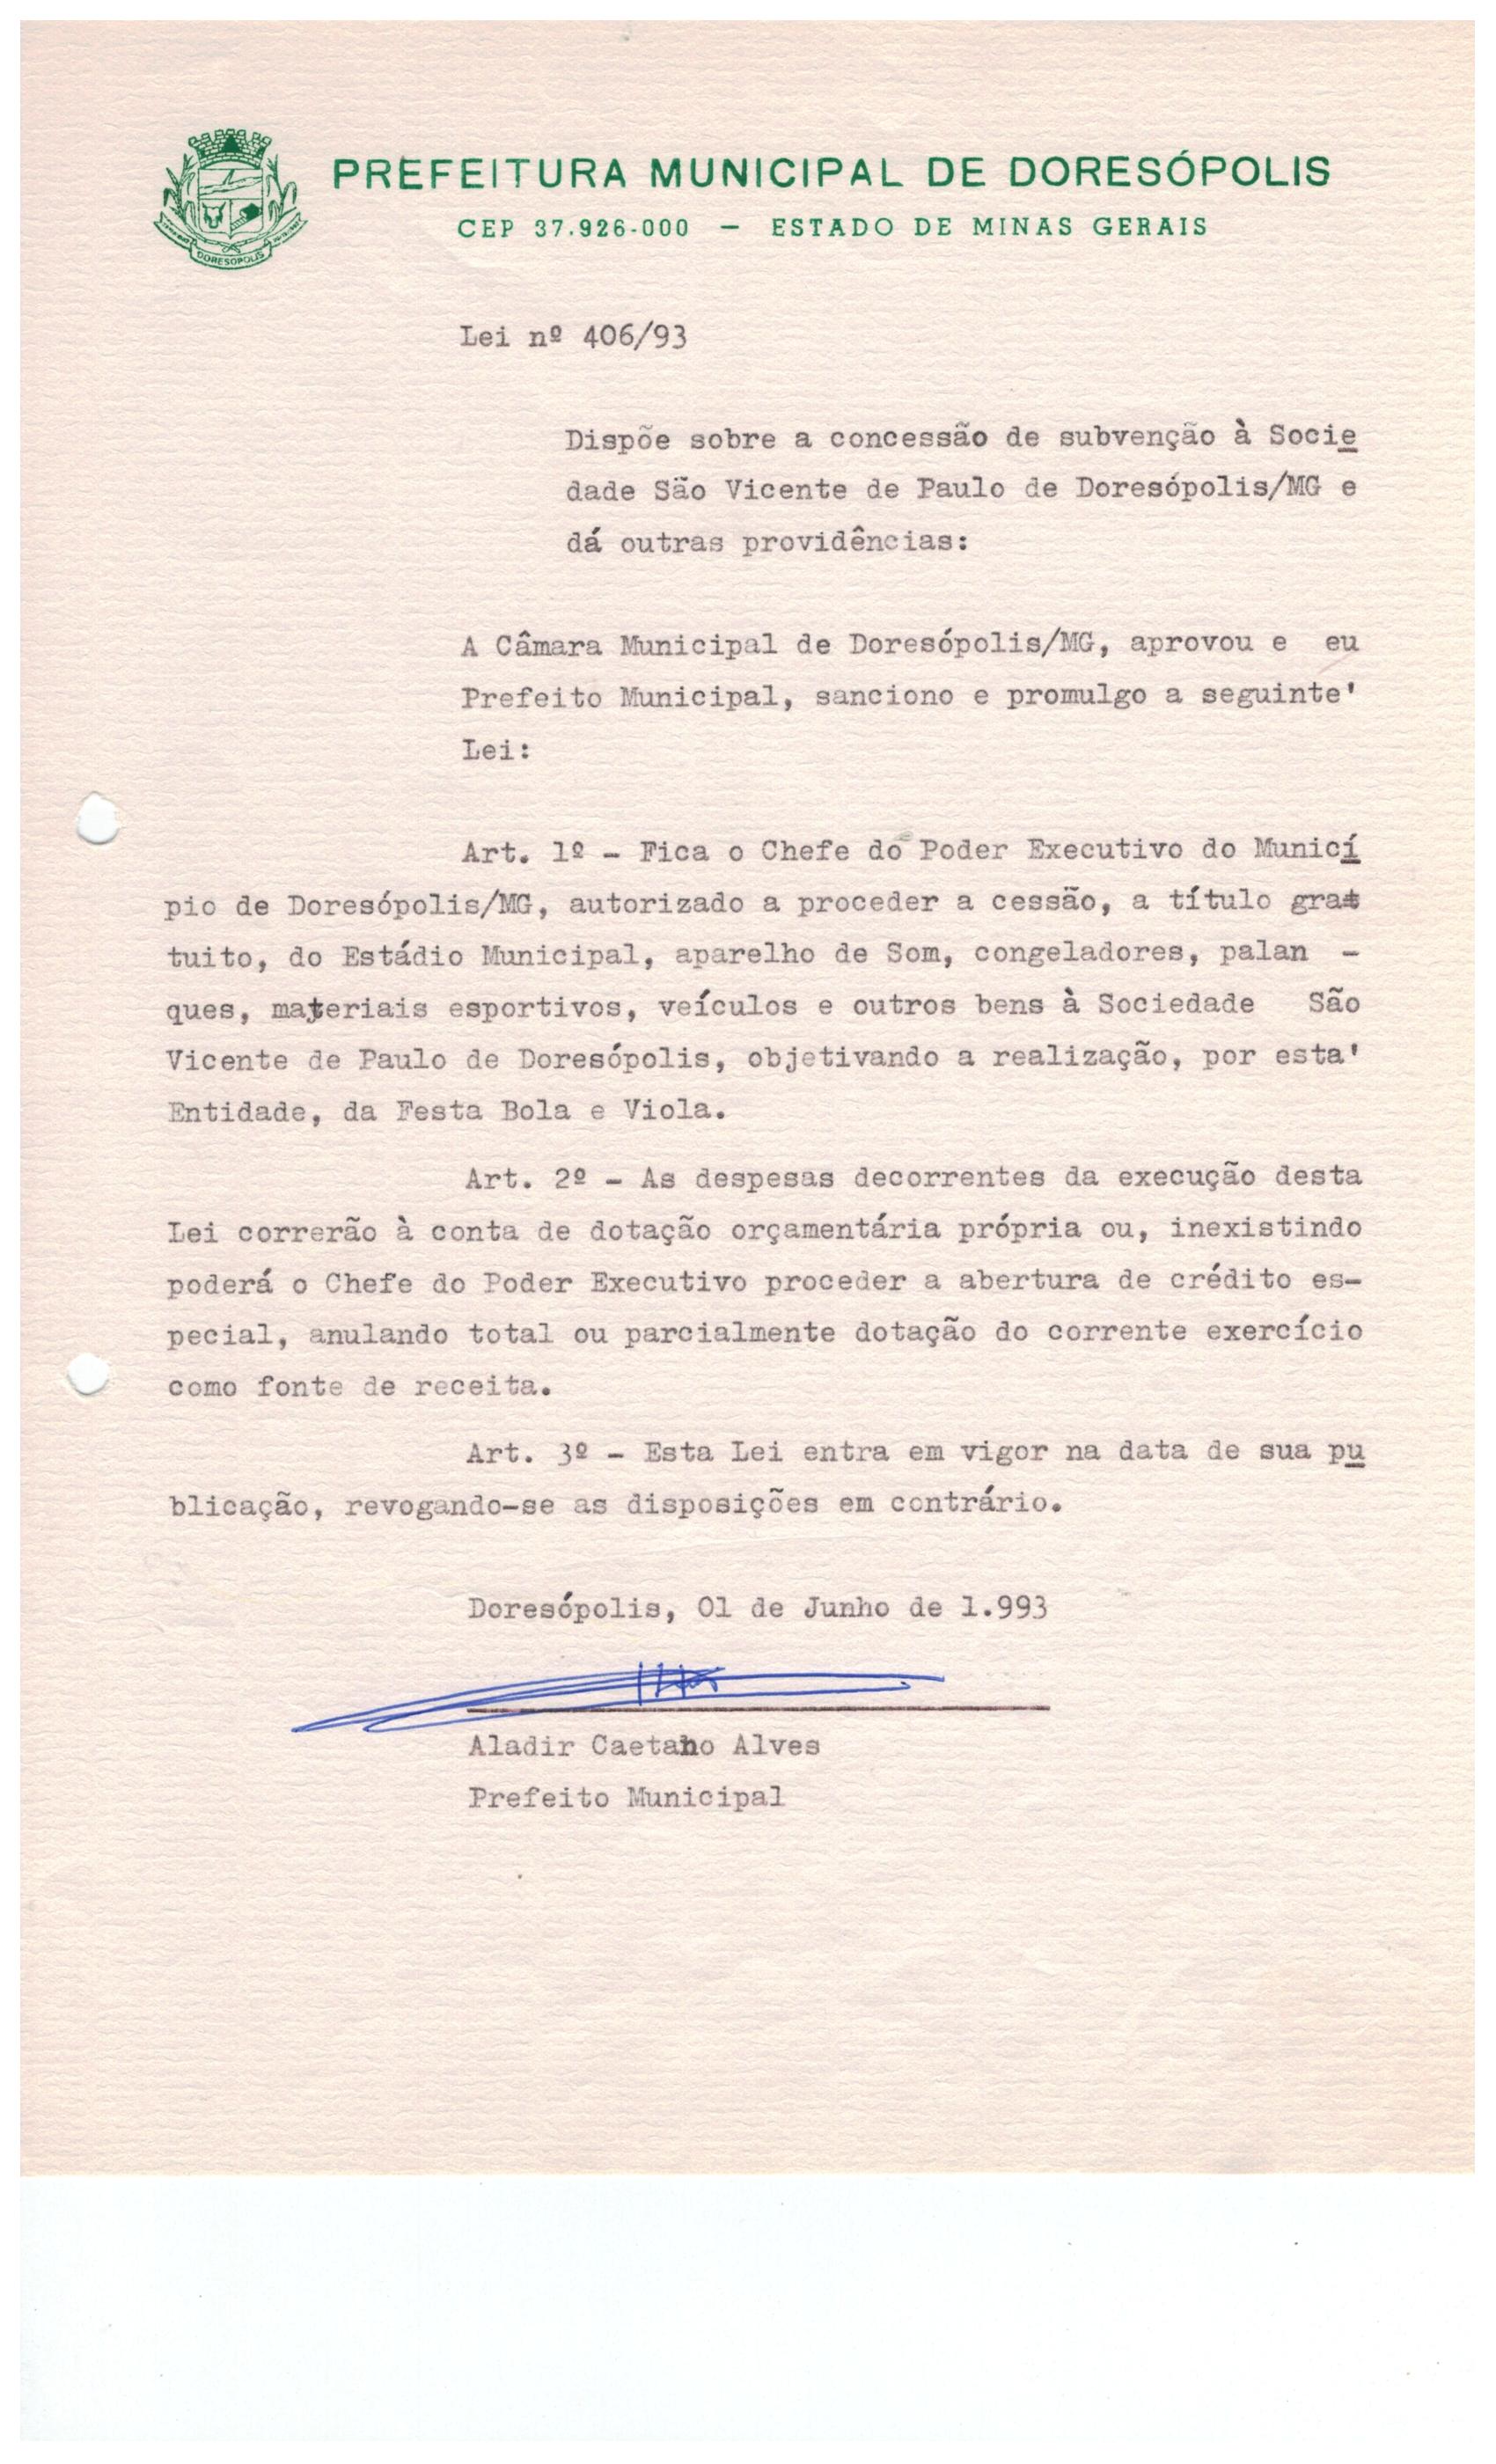 PREFEITURA MUNICIPAL DE DORESÓPOLIS
CEP 37.926-000 — ESTADO DE MINAS GERAIS
DORESÓPOLIS
Lei nº 406/93
Dispõe sobre a concessão de subvenção à Socie
dade São Vicente de Paulo de Doresópolis/MG e
dá outras providências:
A Câmara Municipal de Doresópolis/MG, aprovou e eu
Prefeito Municipal, sanciono e promulgo a seguinte'
Lei:
Art. 1º - Fica o Chefe do Poder Executivo do Municí
pio de Doresópolis/MG, autorizado a proceder a cessão, a título gra-
tuito, do Estádio Municipal, aparelho de Som, congeladores, palan -
ques, materiais esportivos, veículos e outros bens à Sociedade São
Vicente de Paulo de Doresópolis, objetivando a realização, por esta'
Entidade, da Festa Bola e Viola.
Art. 2º - As despesas decorrentes da execução desta
Lei correrão à conta de dotação orçamentária própria ou, inexistindo
poderá o Chefe do Poder Executivo proceder a abertura de crédito es-
pecial, anulando total ou parcialmente dotação do corrente exercício
como fonte de receita.
Art. 3º - Esta Lei entra em vigor na data de sua pu
blicação, revogando-se as disposições em contrário.
Doresópolis, 01 de Junho de 1.993
Aladir Caetano Alves
Prefeito Municipal